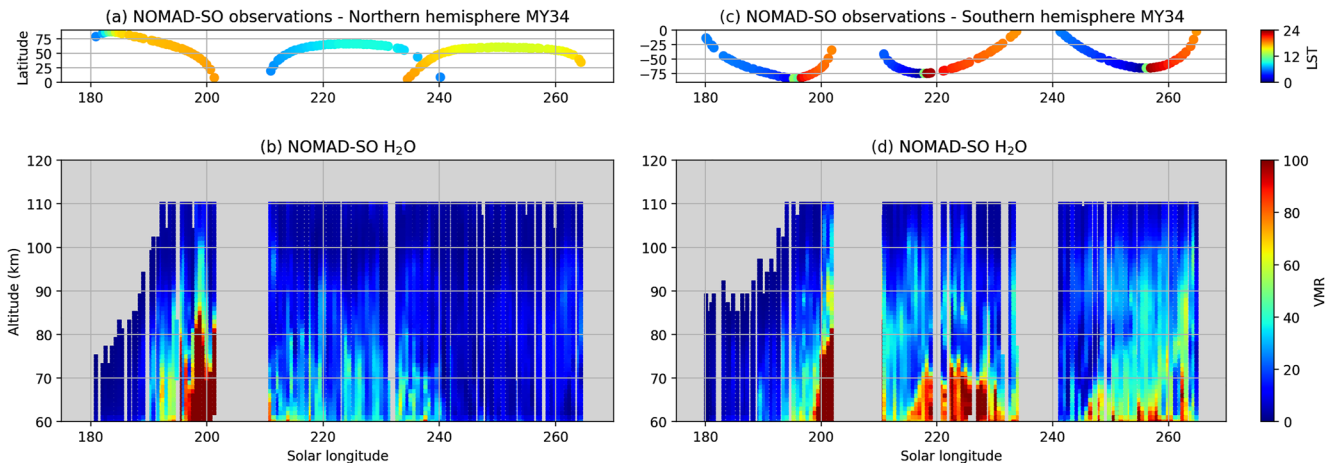 (a) NOMAD-SO observations - Northern hemisphere MY34
Latitude
75
50
25
0
180 200 220 240 260
(c) NOMAD-SO observations - Southern hemisphere MY34
0
−25
−50
−75
180 200 220 240 260
24
12
0
LST
(b) NOMAD-SO H₂O
Altitude (km)
120
110
100
90
80
70
60
180 200 220 240 260
Solar longitude
(d) NOMAD-SO H₂O
120
110
100
90
80
70
60
180 200 220 240 260
Solar longitude
100
80
60
40
20
0
VMR